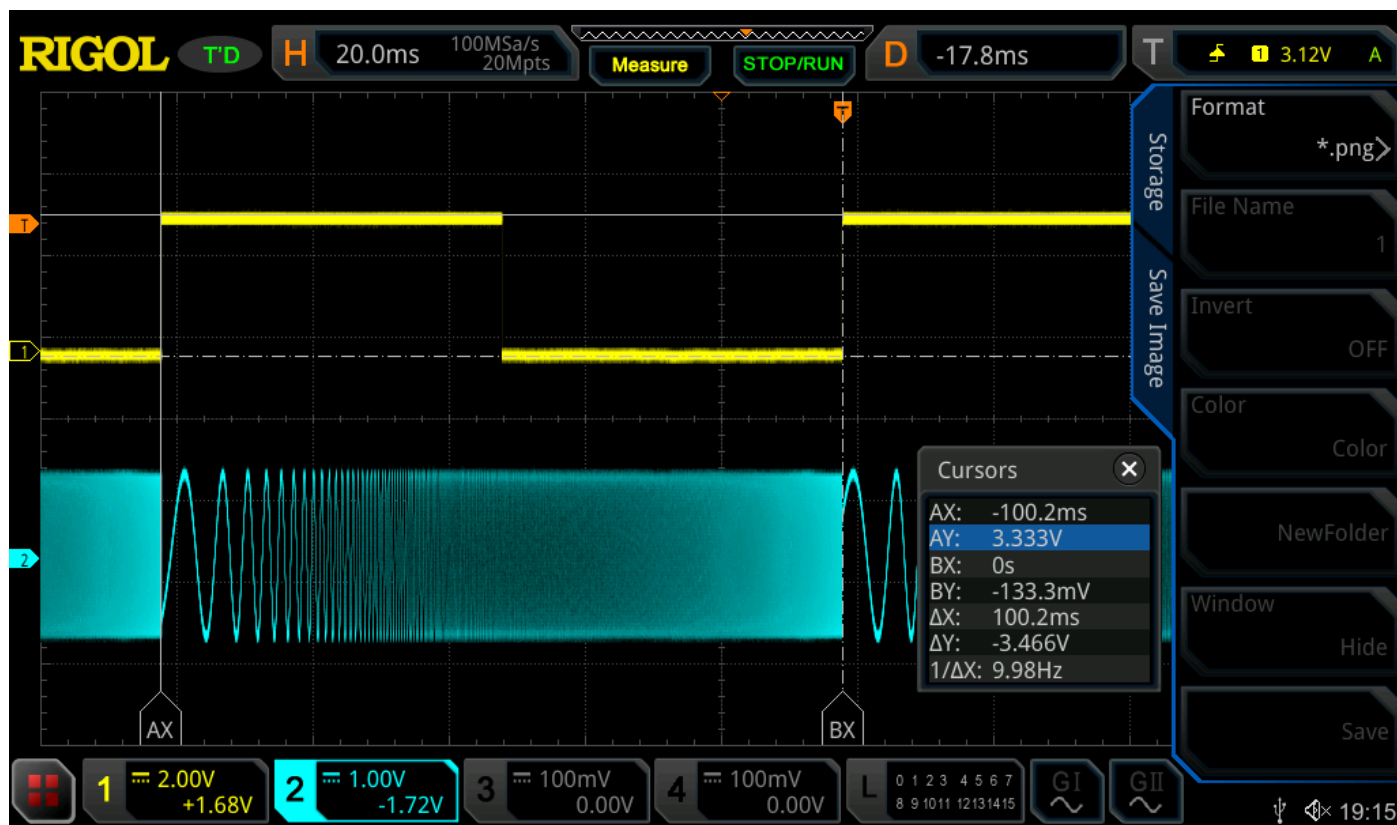 RIGOL T'D H 20.0ms 100MSa/s 20Mpts Measure STOP/RUN D -17.8ms T 1 3.12V A
T
T
1
2
AX
BX
Cursors
AX: -100.2ms
AY: 3.333V
BX: 0s
BY: -133.3mV
ΔX: 100.2ms
ΔY: -3.466V
1/ΔX: 9.98Hz
Storage
Save Image
Format
*.png
File Name
1
Invert
OFF
Color
Color
NewFolder
Window
Hide
Save
1 2.00V
+1.68V
2 1.00V
-1.72V
3 100mV
0.00V
4 100mV
0.00V
L 0 1 2 3 4 5 6 7
8 9 10 11 12 13 14 15
GI
GII
19:15